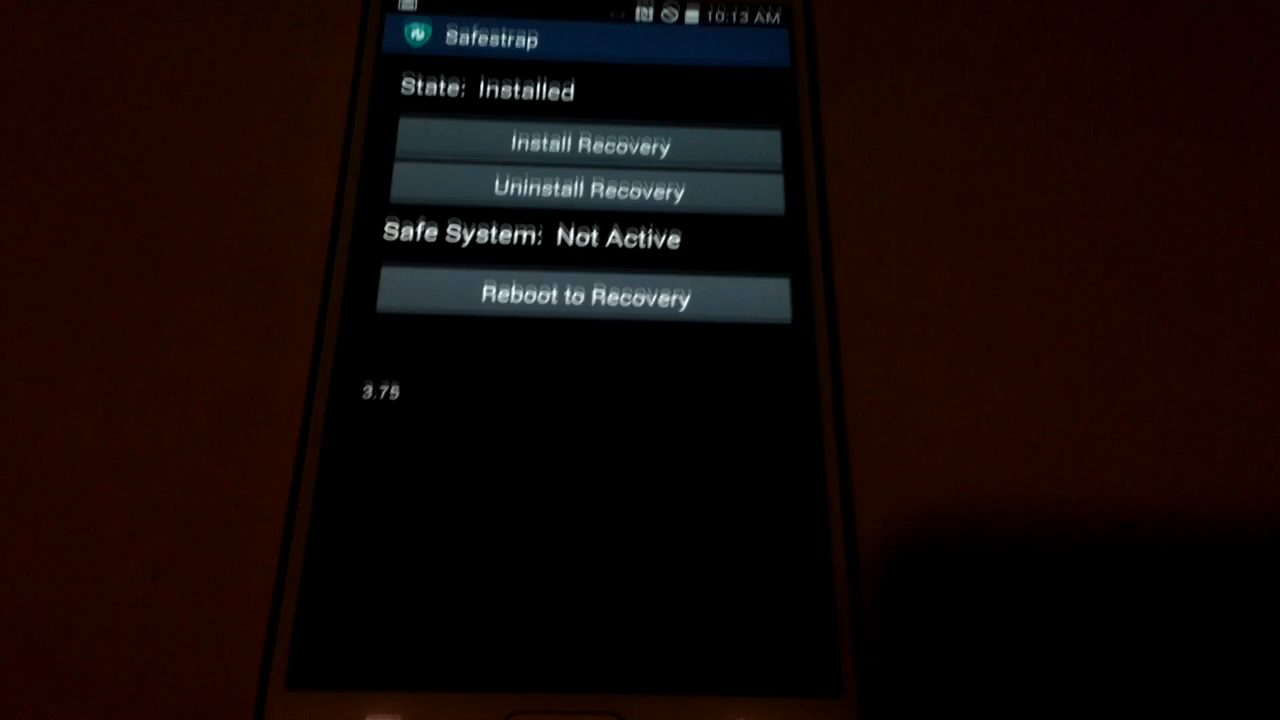 10:13 AM
Safestrap
State: Installed
Install Recovery
Uninstall Recovery
Safe System: Not Active
Reboot to Recovery
3.75